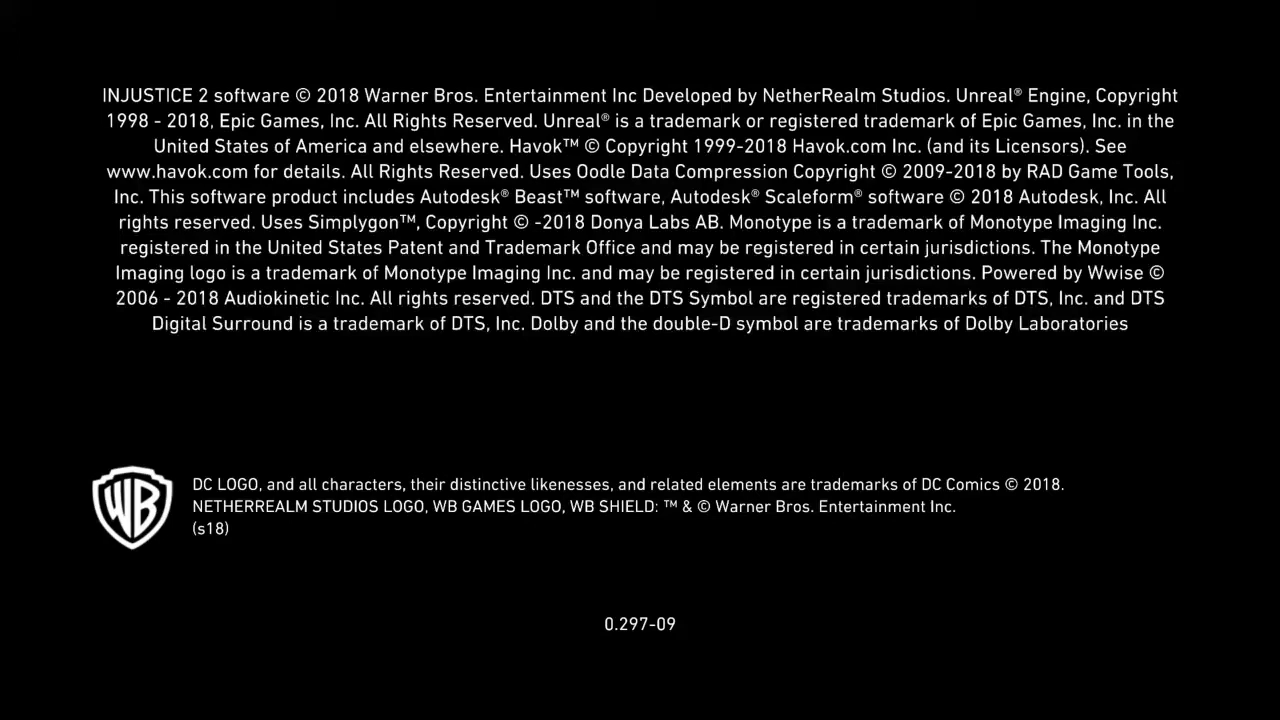 INJUSTICE 2 software © 2018 Warner Bros. Entertainment Inc Developed by NetherRealm Studios. Unreal® Engine, Copyright
1998 - 2018, Epic Games, Inc. All Rights Reserved. Unreal® is a trademark or registered trademark of Epic Games, Inc. in the
United States of America and elsewhere. Havok™ © Copyright 1999-2018 Havok.com Inc. (and its Licensors). See
www.havok.com for details. All Rights Reserved. Uses Oodle Data Compression Copyright © 2009-2018 by RAD Game Tools,
Inc. This software product includes Autodesk® Beast™ software, Autodesk® Scaleform® software © 2018 Autodesk, Inc. All
rights reserved. Uses Simplygon™, Copyright © -2018 Donya Labs AB. Monotype is a trademark of Monotype Imaging Inc.
registered in the United States Patent and Trademark Office and may be registered in certain jurisdictions. The Monotype
Imaging logo is a trademark of Monotype Imaging Inc. and may be registered in certain jurisdictions. Powered by Wwise ©
2006 - 2018 Audiokinetic Inc. All rights reserved. DTS and the DTS Symbol are registered trademarks of DTS, Inc. and DTS
Digital Surround is a trademark of DTS, Inc. Dolby and the double-D symbol are trademarks of Dolby Laboratories
WB
DC LOGO, and all characters, their distinctive likenesses, and related elements are trademarks of DC Comics © 2018.
NETHERREALM STUDIOS LOGO, WB GAMES LOGO, WB SHIELD: ™ & © Warner Bros. Entertainment Inc.
(s18)
0.297-09